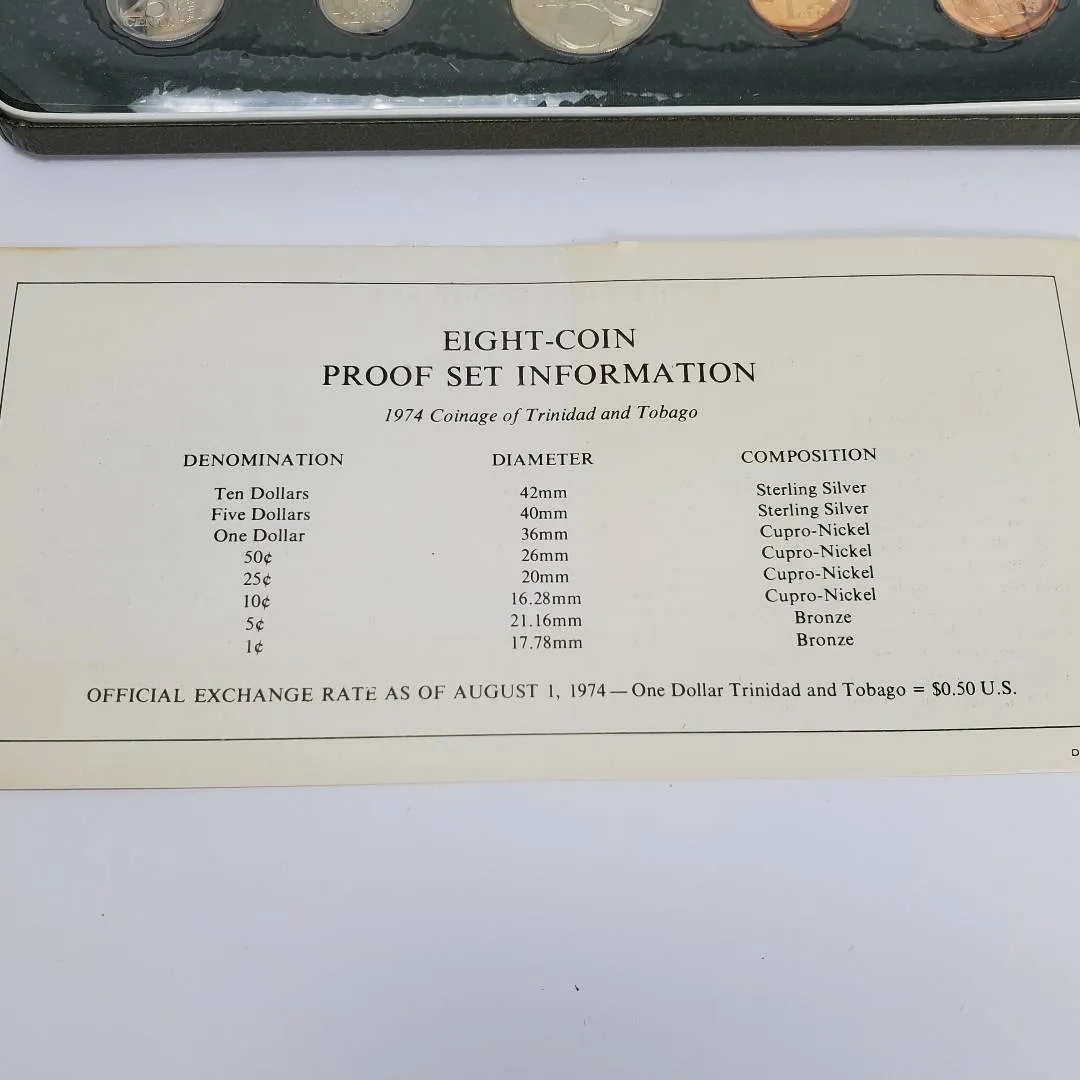 EIGHT-COIN
PROOF SET INFORMATION
1974 Coinage of Trinidad and Tobago
DENOMINATION DIAMETER COMPOSITION
Ten Dollars 42mm Sterling Silver
Five Dollars 40mm Sterling Silver
One Dollar 36mm Cupro-Nickel
50¢ 26mm Cupro-Nickel
25¢ 20mm Cupro-Nickel
10¢ 16.28mm Cupro-Nickel
5¢ 21.16mm Bronze
1¢ 17.78mm Bronze
OFFICIAL EXCHANGE RATE AS OF AUGUST 1, 1974—One Dollar Trinidad and Tobago = $0.50 U.S.
D